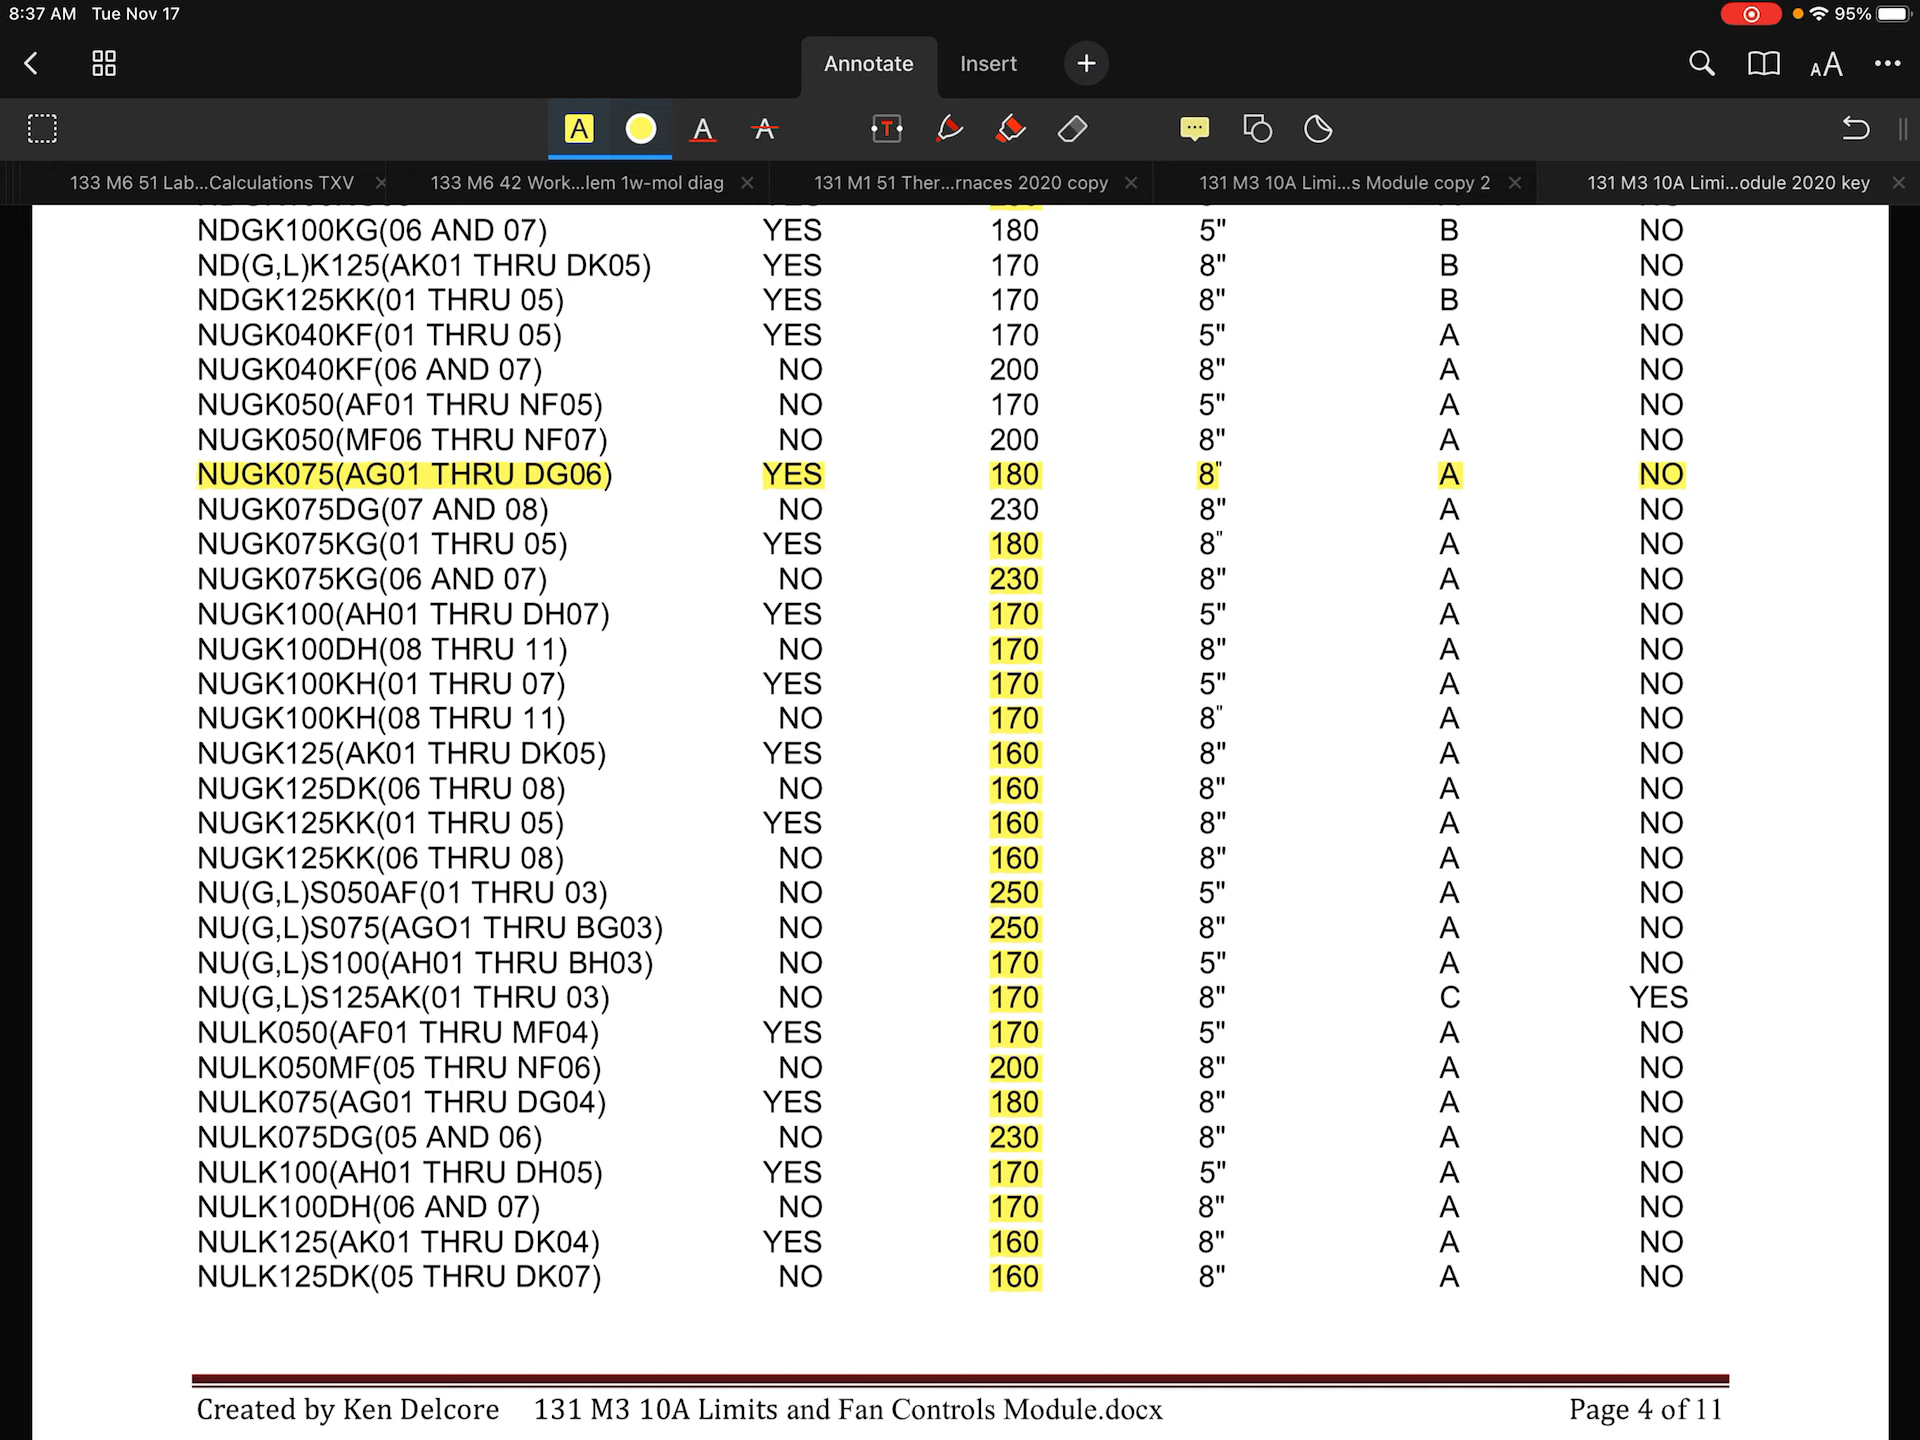 8:37 AM Tue Nov 17 95%
Annotate Insert AA
A A A T
133 M6 51 Lab...Calculations TXV 133 M6 42 Work...lem 1w-mol diag 131 M1 51 Ther...rnaces 2020 copy 131 M3 10A Limi...s Module copy 2 131 M3 10A Limi...odule 2020 key
NDGK100KG(06 AND 07) YES 180 5" B NO
ND(G,L)K125(AK01 THRU DK05) YES 170 8" B NO
NDGK125KK(01 THRU 05) YES 170 8" B NO
NUGK040KF(01 THRU 05) YES 170 5" A NO
NUGK040KF(06 AND 07) NO 200 8" A NO
NUGK050(AF01 THRU NF05) NO 170 5" A NO
NUGK050(MF06 THRU NF07) NO 200 8" A NO
NUGK075(AG01 THRU DG06) YES 180 8" A NO
NUGK075DG(07 AND 08) NO 230 8" A NO
NUGK075KG(01 THRU 05) YES 180 8" A NO
NUGK075KG(06 AND 07) NO 230 8" A NO
NUGK100(AH01 THRU DH07) YES 170 5" A NO
NUGK100DH(08 THRU 11) NO 170 8" A NO
NUGK100KH(01 THRU 07) YES 170 5" A NO
NUGK100KH(08 THRU 11) NO 170 8" A NO
NUGK125(AK01 THRU DK05) YES 160 8" A NO
NUGK125DK(06 THRU 08) NO 160 8" A NO
NUGK125KK(01 THRU 05) YES 160 8" A NO
NUGK125KK(06 THRU 08) NO 160 8" A NO
NU(G,L)S050AF(01 THRU 03) NO 250 5" A NO
NU(G,L)S075(AGO1 THRU BG03) NO 250 8" A NO
NU(G,L)S100(AH01 THRU BH03) NO 170 5" A NO
NU(G,L)S125AK(01 THRU 03) NO 170 8" C YES
NULK050(AF01 THRU MF04) YES 170 5" A NO
NULK050MF(05 THRU NF06) NO 200 8" A NO
NULK075(AG01 THRU DG04) YES 180 8" A NO
NULK075DG(05 AND 06) NO 230 8" A NO
NULK100(AH01 THRU DH05) YES 170 5" A NO
NULK100DH(06 AND 07) NO 170 8" A NO
NULK125(AK01 THRU DK04) YES 160 8" A NO
NULK125DK(05 THRU DK07) NO 160 8" A NO
Created by Ken Delcore 131 M3 10A Limits and Fan Controls Module.docx Page 4 of 11